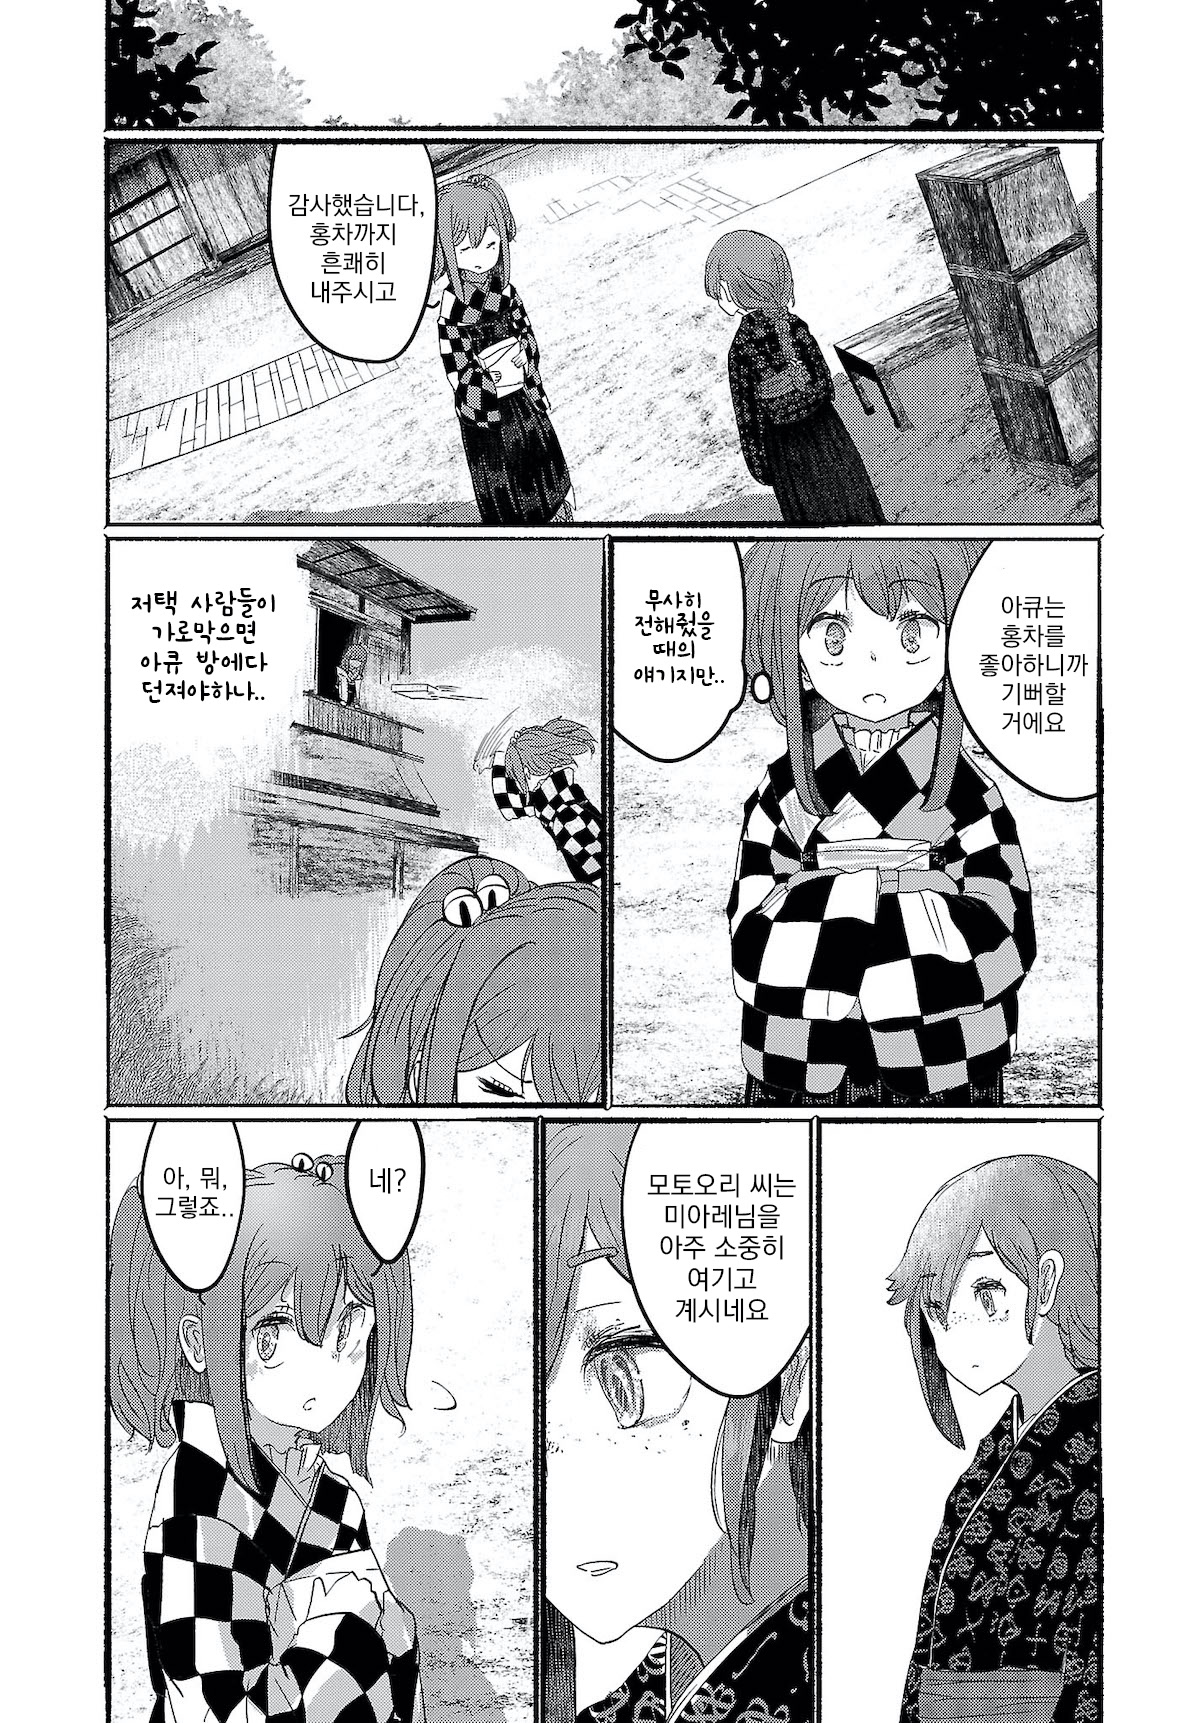 감사했습니다,
홍차까지
흔쾌히
내주시고
아큐는
홍차를
좋아하니까
기뻐할
거에요
무사히
전해줬을
때의
얘기지만..
저택 사람들이
가로막으면
아큐 방에다
던져야하나..
모토오리 씨는
미아레님을
아주 소중히
여기고
계시네요
네?
아, 뭐,
그렇죠..